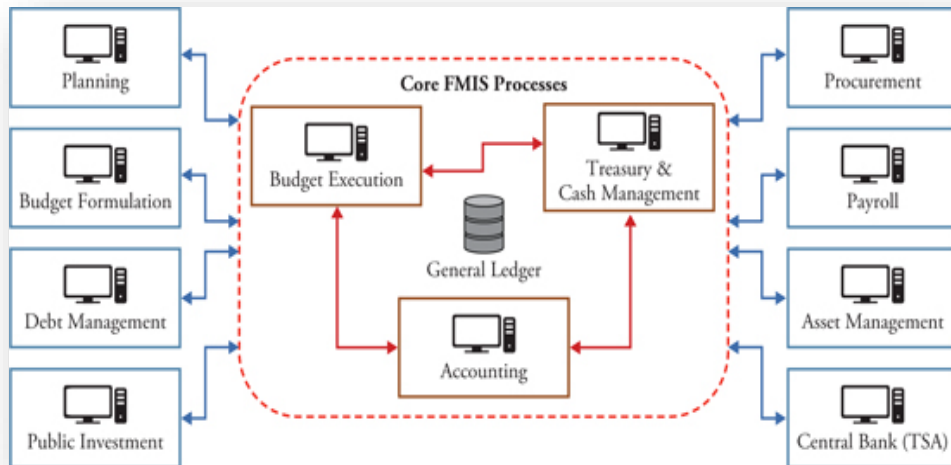 Core FMIS Processes
Planning
Budget Formulation
Debt Management
Public Investment
Budget Execution
Treasury &
Cash Management
General Ledger
Accounting
Procurement
Payroll
Asset Management
Central Bank (TSA)